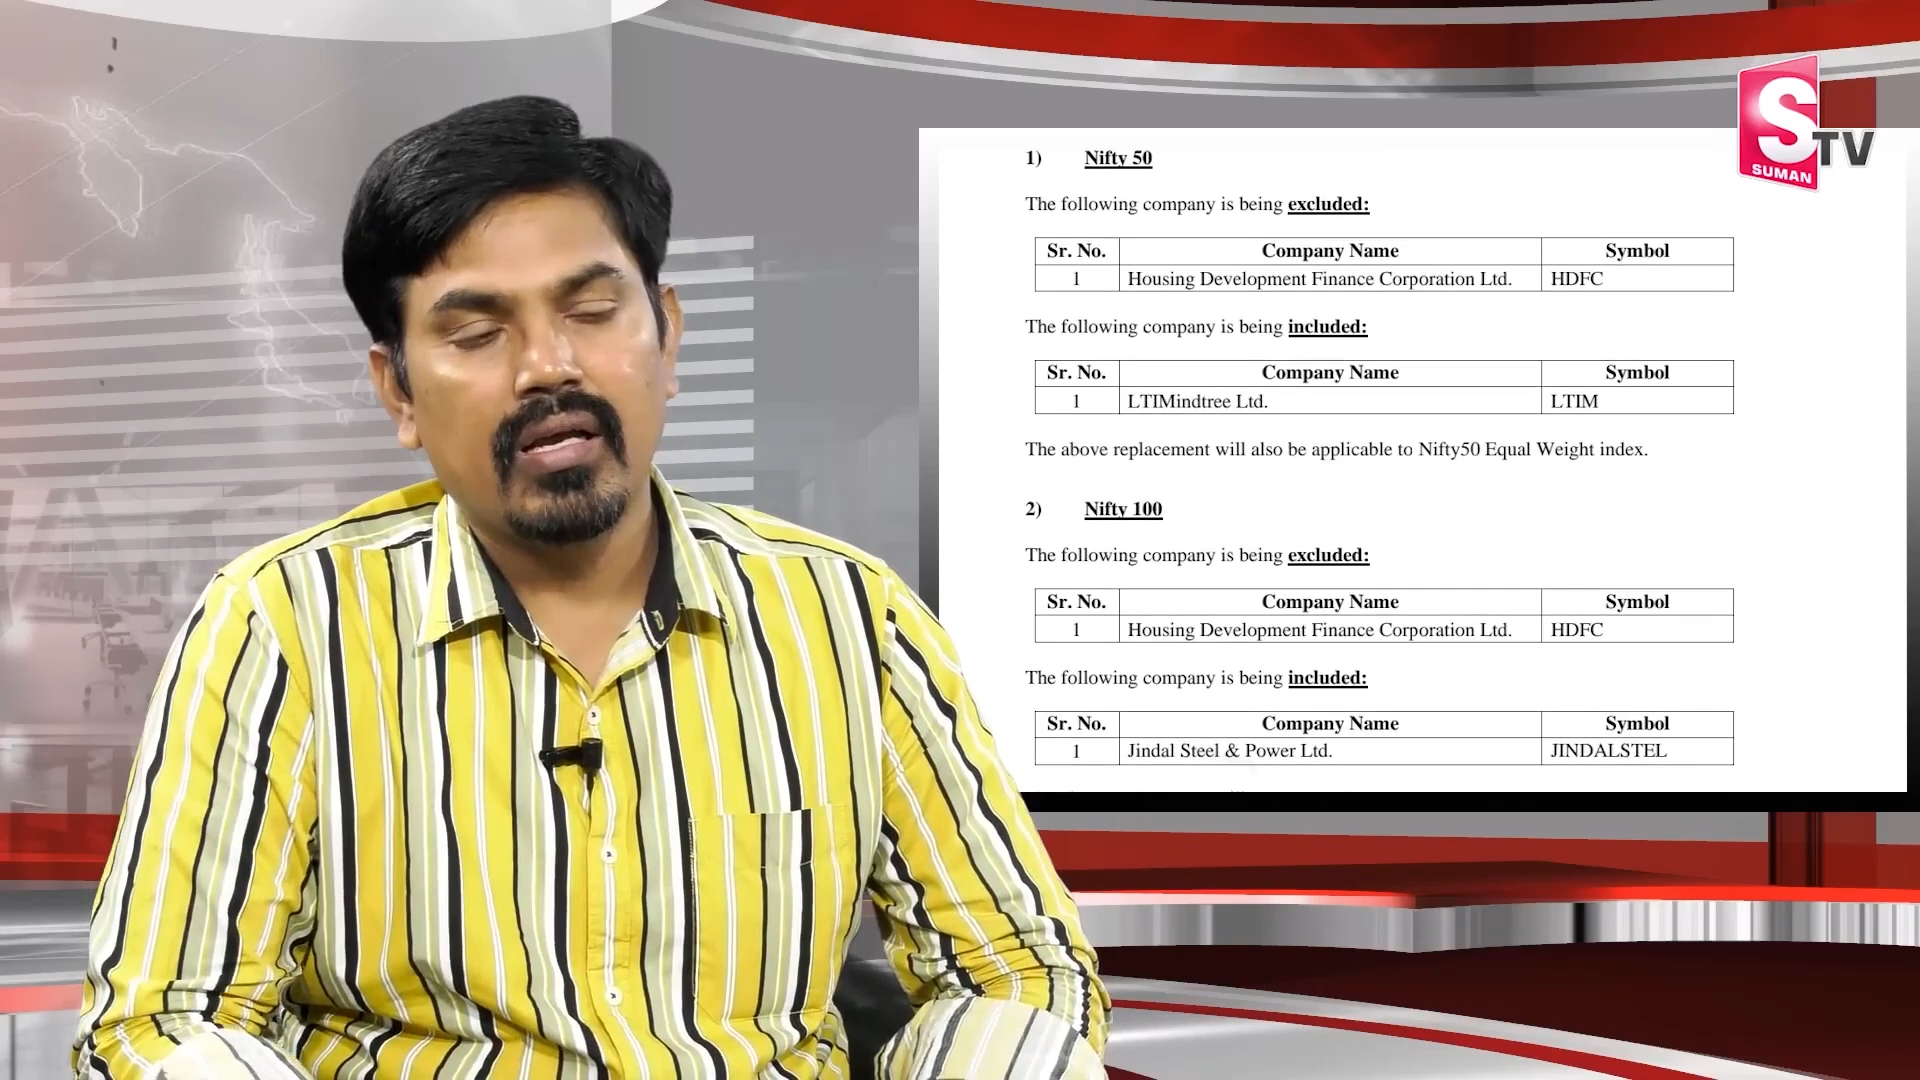 S
TV
SUMAN
1) Nifty 50
The following company is being excluded:
Sr. No. Company Name Symbol
1 Housing Development Finance Corporation Ltd. HDFC
The following company is being included:
Sr. No. Company Name Symbol
1 LTIMindtree Ltd. LTIM
The above replacement will also be applicable to Nifty50 Equal Weight index.
2) Nifty 100
The following company is being excluded:
Sr. No. Company Name Symbol
1 Housing Development Finance Corporation Ltd. HDFC
The following company is being included:
Sr. No. Company Name Symbol
1 Jindal Steel & Power Ltd. JINDALSTEL